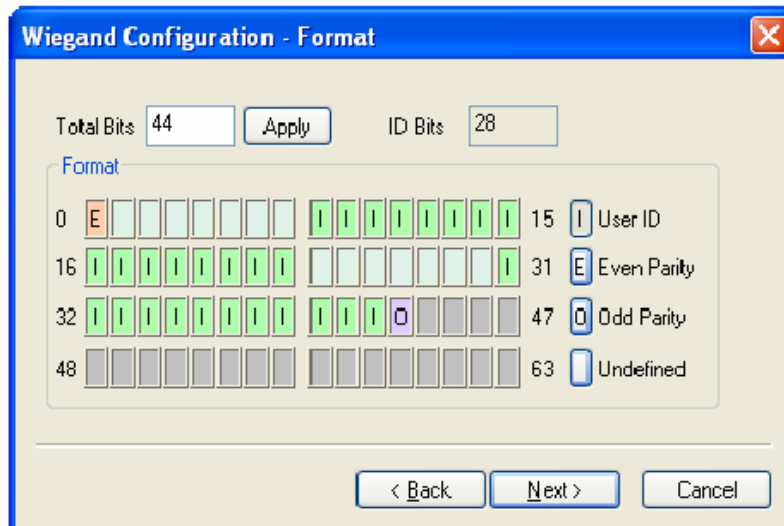 Wiegand Configuration - Format
Total Bits 44 Apply ID Bits 28
Format
0 E I I I I I I I I 15 I User ID
16 I I I I I I I I I 31 E Even Parity
32 I I I I I I I I I I I O 47 O Odd Parity
48 63 Undefined
< Back Next > Cancel